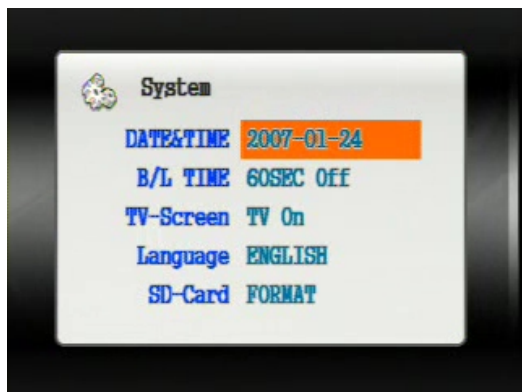 System
DATE&TIME 2007-01-24
B/L TIME 60SEC Off
TV-Screen TV On
Language ENGLISH
SD-Card FORMAT